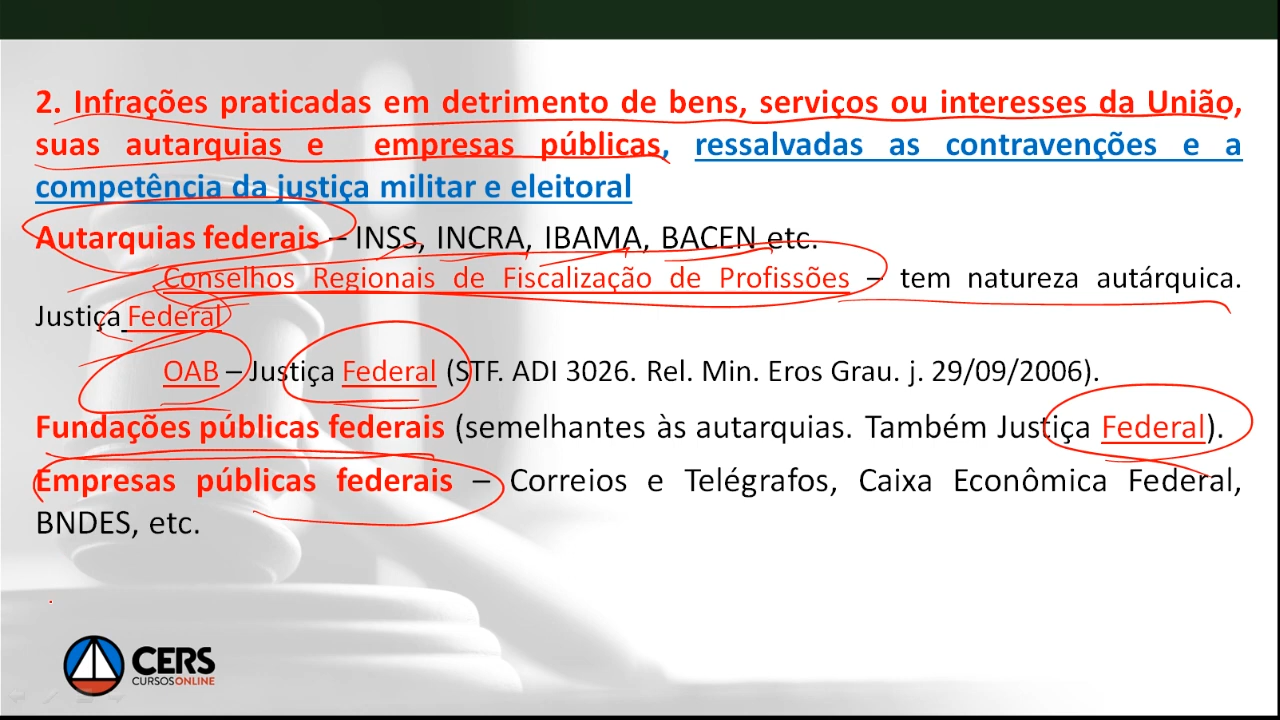 2. Infrações praticadas em detrimento de bens, serviços ou interesses da União,
suas autarquias e empresas públicas, ressalvadas as contravenções e a
competência da justiça militar e eleitoral
Autarquias federais – INSS, INCRA, IBAMA, BACEN etc.
Conselhos Regionais de Fiscalização de Profissões – tem natureza autárquica.
Justiça Federal
OAB – Justiça Federal (STF. ADI 3026. Rel. Min. Eros Grau. j. 29/09/2006).
Fundações públicas federais (semelhantes às autarquias. Também Justiça Federal).
Empresas públicas federais – Correios e Telégrafos, Caixa Econômica Federal,
BNDES, etc.
CERS
CURSOS ONLINE